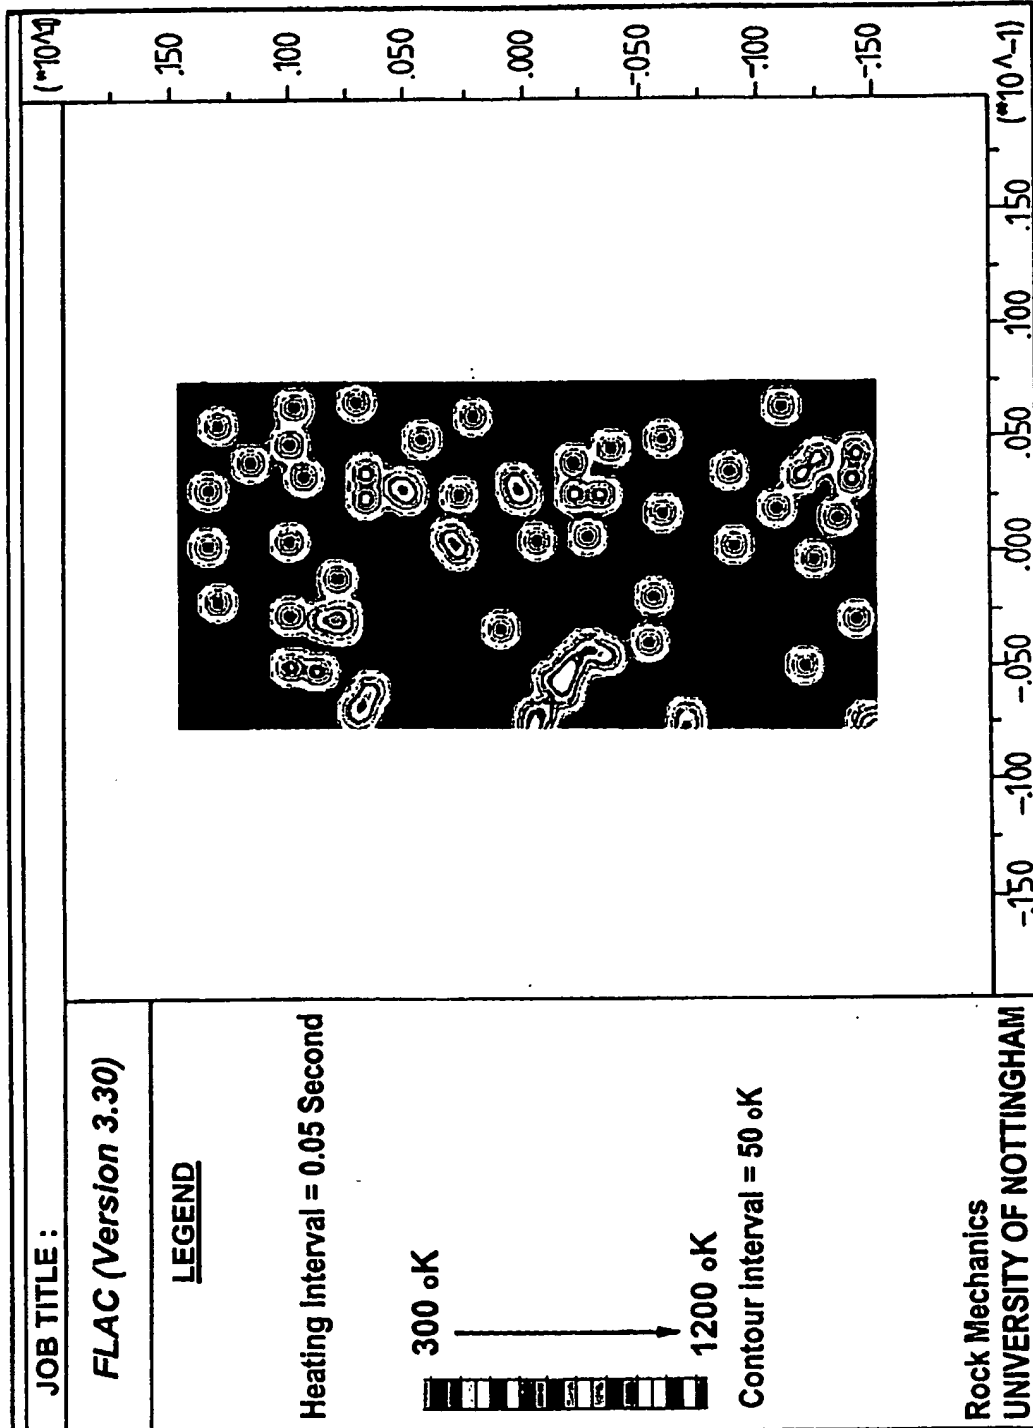 JOB TITLE :
FLAC (Version 3.30)
LEGEND
Heating Interval = 0.05 Second
300 oK
1200 oK
Contour Interval = 50 oK
Rock Mechanics
UNIVERSITY OF NOTTINGHAM
.150
.100
.050
.000
-.050
-.100
-.150
-.150
-.100
-.050
.000
.050
.100
.150
(*10^-1)